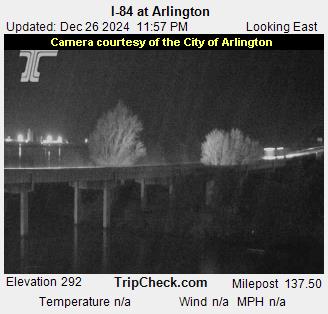 I-84 at Arlington
Updated: Dec 26 2024 11:57 PM Looking East
Camera courtesy of the City of Arlington
Elevation 292 TripCheck.com Milepost 137.50
Temperature n/a Wind n/a MPH n/a